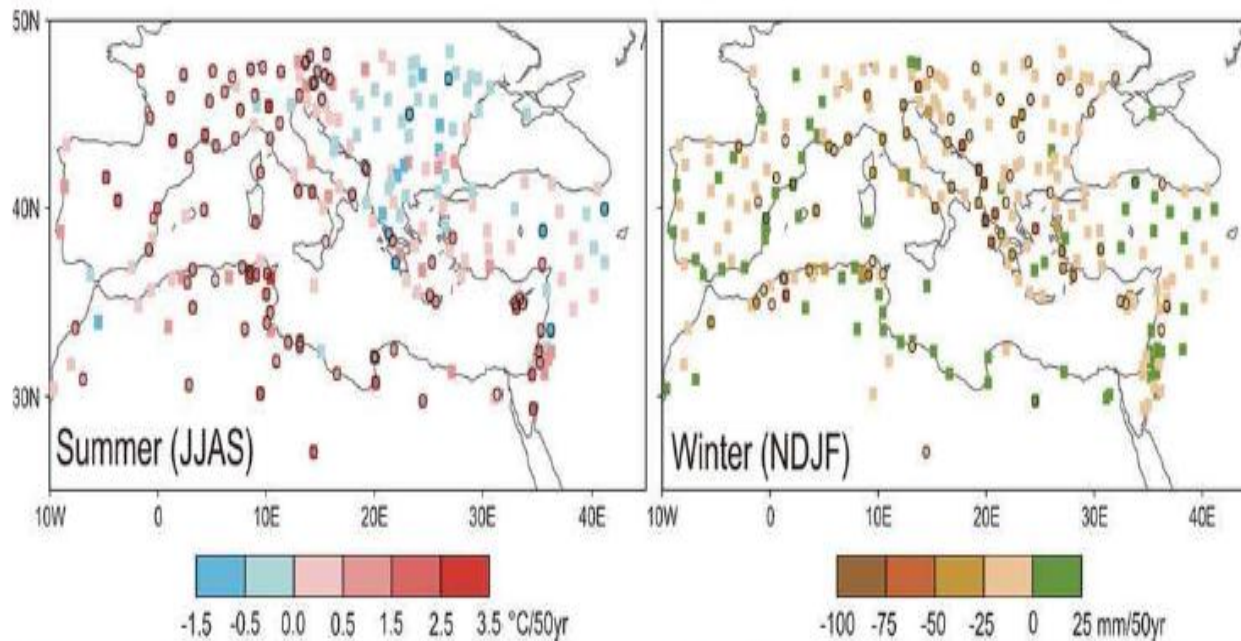 50N
40N
30N
Summer (JJAS)
Winter (NDJF)
10W 0 10E 20E 30E 40E
10W 0 10E 20E 30E 40E
-1.5 -0.5 0.0 0.5 1.5 2.5 3.5 °C/50yr
-100 -75 -50 -25 0 25 mm/50yr